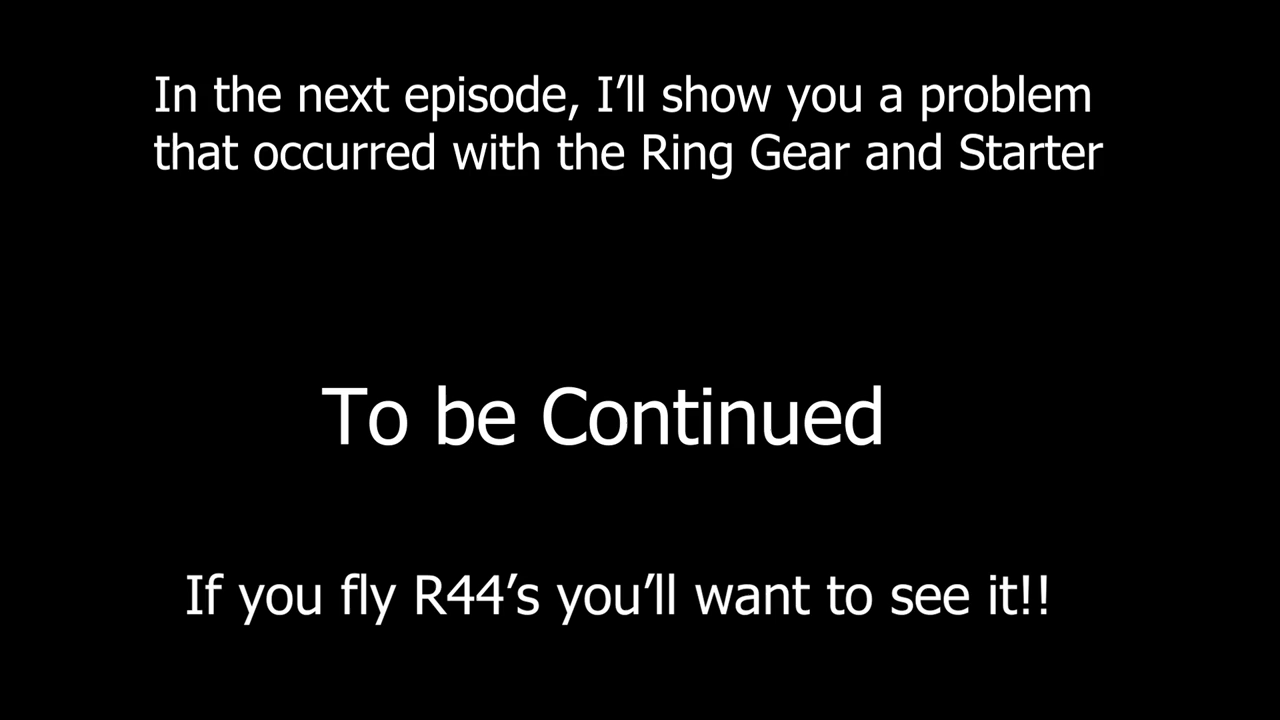 In the next episode, I’ll show you a problem
that occurred with the Ring Gear and Starter
To be Continued
If you fly R44’s you’ll want to see it!!